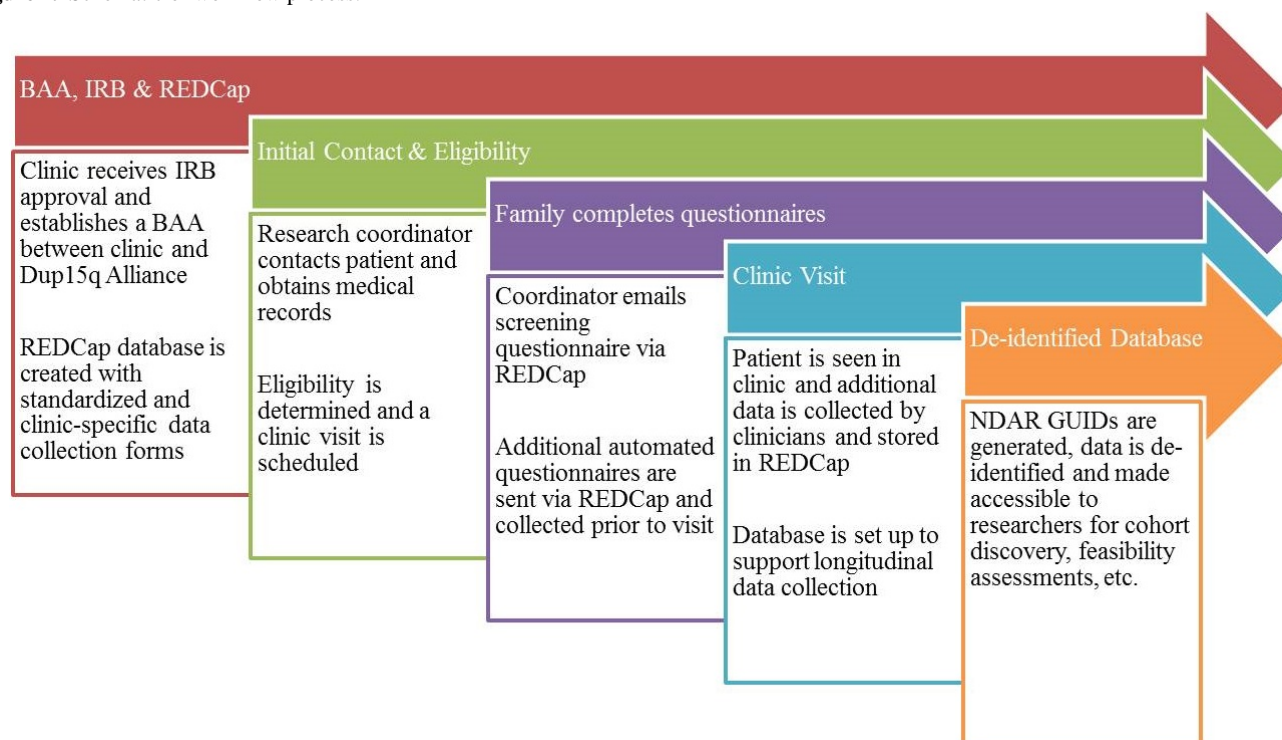 BAA, IRB & REDCap
Clinic receives IRB
approval and
establishes a BAA
between clinic and
Dup15q Alliance
REDCap database is
created with
standardized and
clinic-specific data
collection forms
Initial Contact & Eligibility
Research coordinator
contacts patient and
obtains medical
records
Eligibility is
determined and a
clinic visit is
scheduled
Family completes questionnaires
Coordinator emails
screening
questionnaire via
REDCap
Additional automated
questionnaires are
sent via REDCap and
collected prior to visit
Clinic Visit
Patient is seen in
clinic and additional
data is collected by
clinicians and stored
in REDCap
Database is set up to
support longitudinal
data collection
De-identified Database
NDAR GUIDs are
generated, data is de-
identified and made
accessible to
researchers for cohort
discovery, feasibility
assessments, etc.